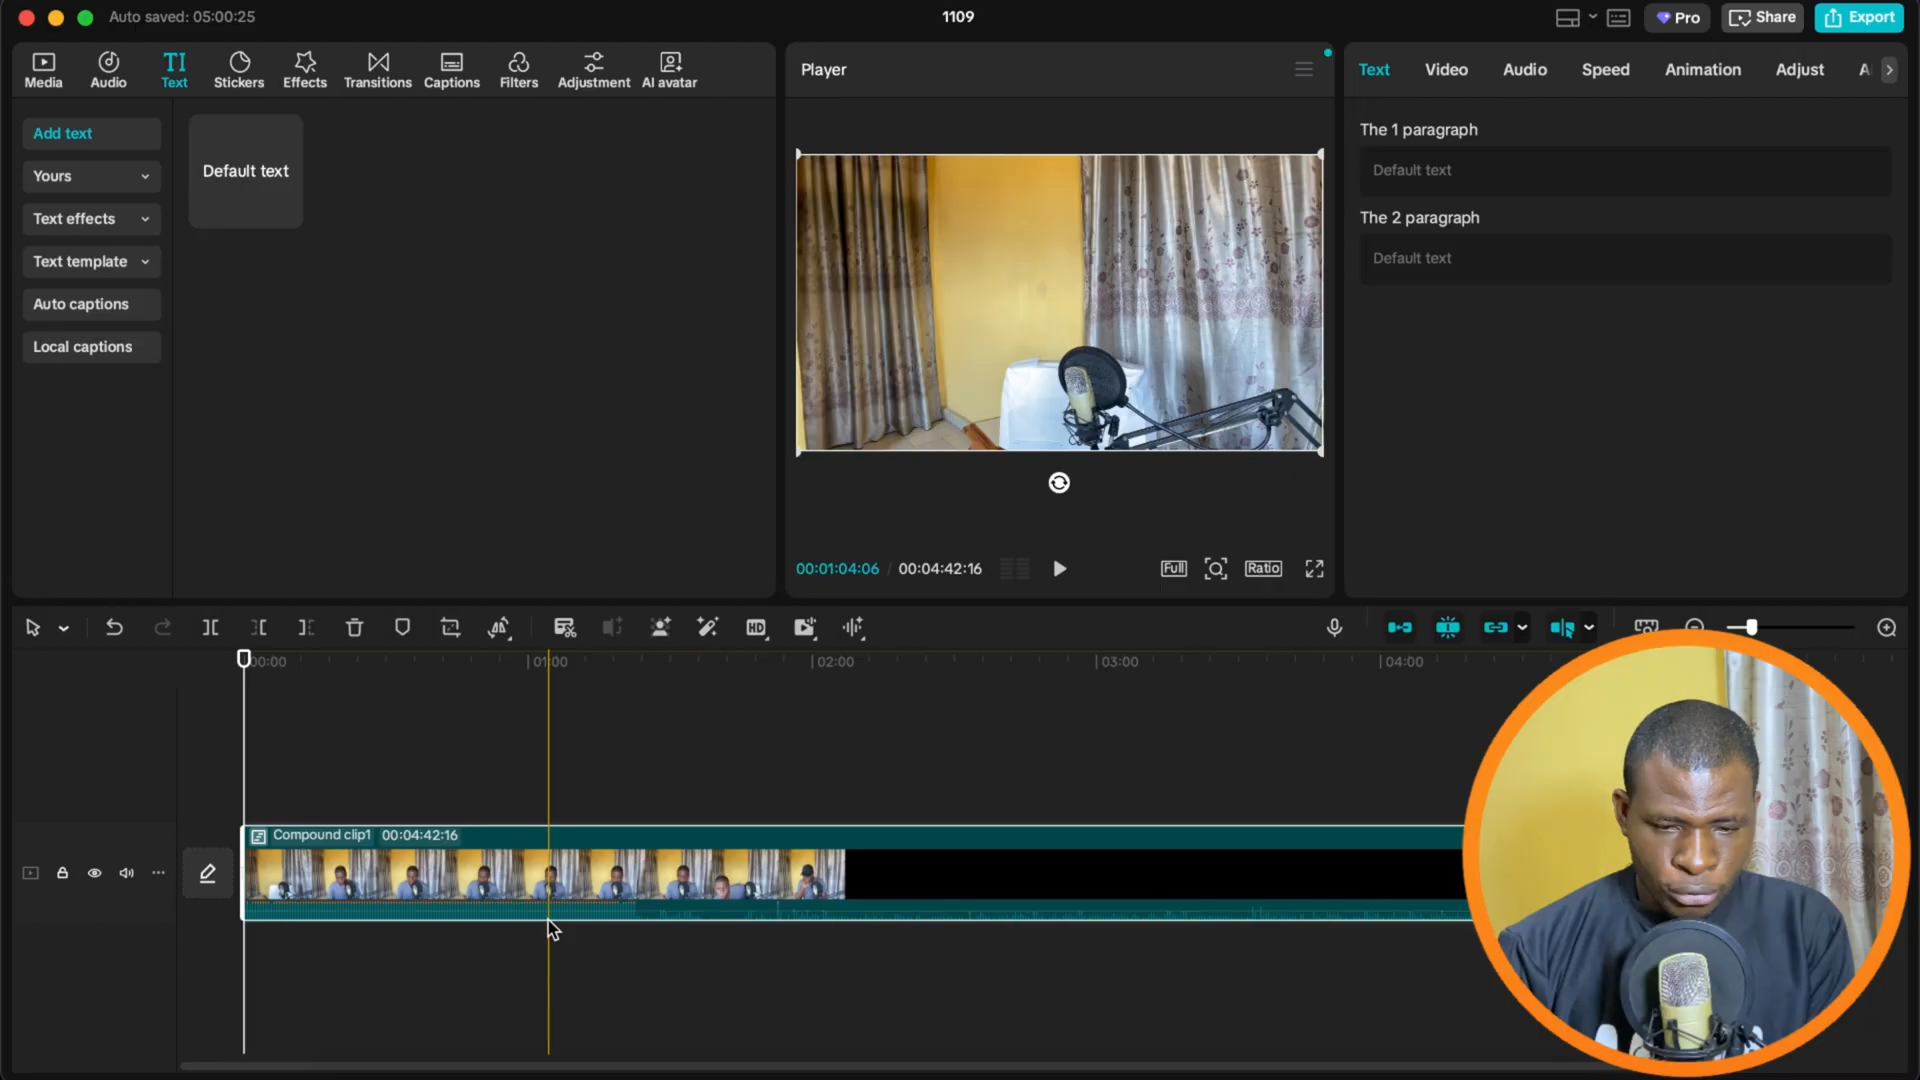 Auto saved: 05:00:25
1109
Pro
Share
Export
Media
Audio
TI
Text
Stickers
Effects
Transitions
Captions
Filters
Adjustment
AI avatar
Add text
Yours
Text effects
Text template
Auto captions
Local captions
Default text
Player
00:01:04:06 / 00:04:42:16
Full
Ratio
Text
Video
Audio
Speed
Animation
Adjust
The 1 paragraph
Default text
The 2 paragraph
Default text
HD
00:00
01:00
02:00
03:00
04:00
Compound clip1 00:04:42:16